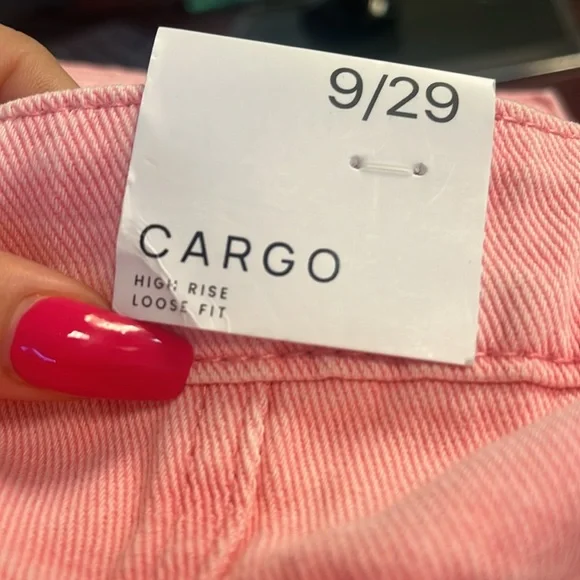 9/29
CARGO
HIGH RISE
LOOSE FIT